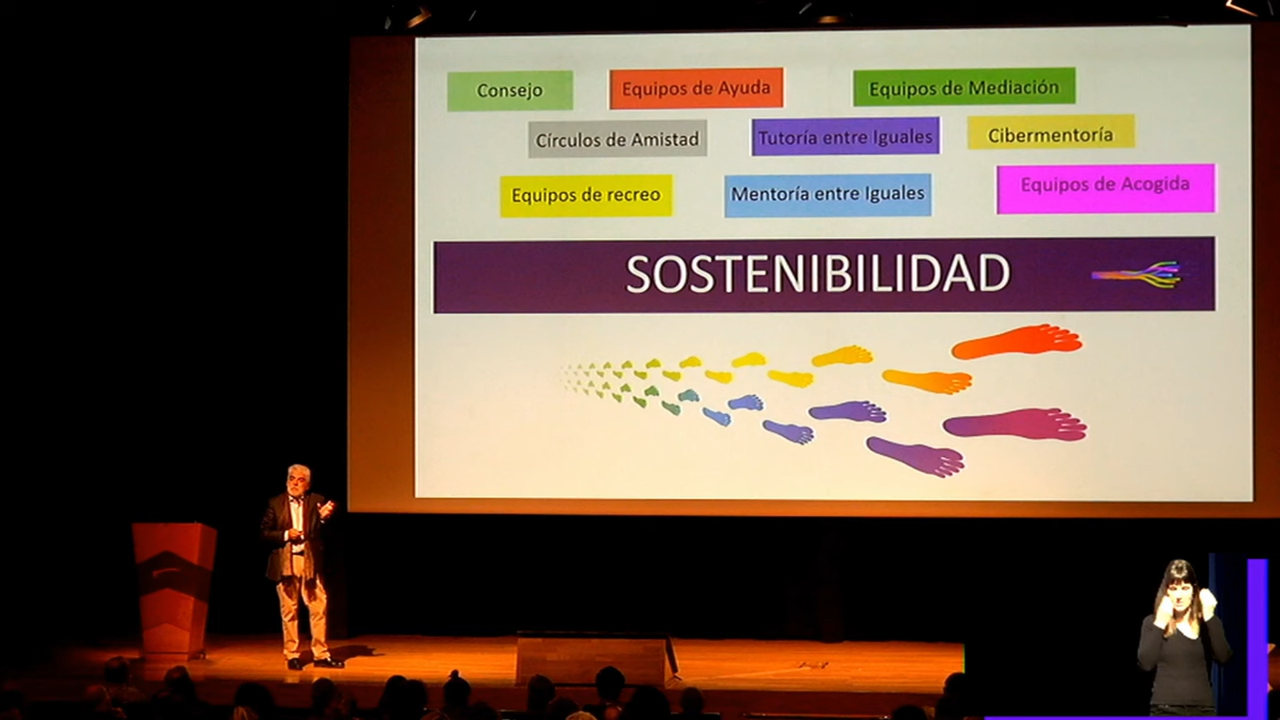 Consejo
Equipos de Ayuda
Equipos de Mediación
Círculos de Amistad
Tutoría entre Iguales
Cibermentoría
Equipos de recreo
Mentoría entre Iguales
Equipos de Acogida
SOSTENIBILIDAD